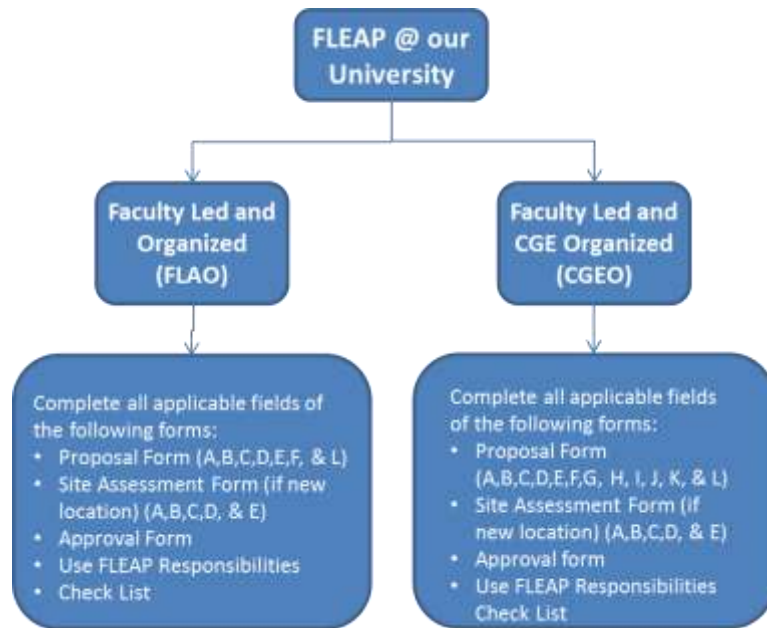 FLEAP @ our
University
Faculty Led and
Organized
(FLAO)
Faculty Led and
CGE Organized
(CGEO)
Complete all applicable fields of
the following forms:
• Proposal Form (A,B,C,D,E,F, & L)
• Site Assessment Form (if new
location) (A,B,C,D, & E)
• Approval Form
• Use FLEAP Responsibilities
• Check List
Complete all applicable fields
of the following forms:
• Proposal Form
(A,B,C,D,E,F,G, H, I, J, K, & L)
• Site Assessment Form (if
new location) (A,B,C,D, & E)
• Approval form
• Use FLEAP Responsibilities
Check List